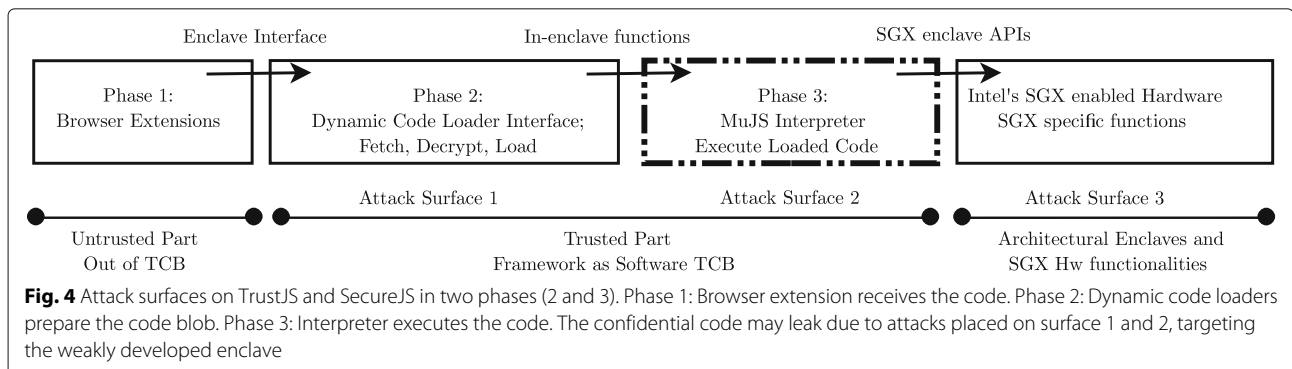 Enclave Interface In-enclave functions SGX enclave APIs
Phase 1:
Browser Extensions
Phase 2:
Dynamic Code Loader Interface;
Fetch, Decrypt, Load
Phase 3:
MuJS Interpreter
Execute Loaded Code
Intel's SGX enabled Hardware
SGX specific functions
Attack Surface 1 Attack Surface 2 Attack Surface 3
Untrusted Part
Out of TCB
Trusted Part
Framework as Software TCB
Architectural Enclaves and
SGX Hw functionalities
Fig. 4 Attack surfaces on TrustJS and SecureJS in two phases (2 and 3). Phase 1: Browser extension receives the code. Phase 2: Dynamic code loaders
prepare the code blob. Phase 3: Interpreter executes the code. The confidential code may leak due to attacks placed on surface 1 and 2, targeting
the weakly developed enclave